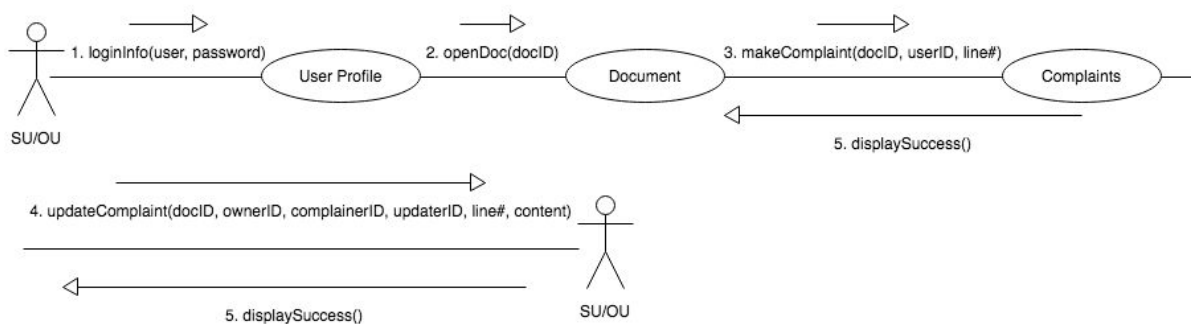 1. loginInfo(user, password)
2. openDoc(docID)
3. makeComplaint(docID, userID, line#)
User Profile
Document
Complaints
SU/OU
5. displaySuccess()
4. updateComplaint(docID, ownerID, complainerID, updaterID, line#, content)
5. displaySuccess()
SU/OU